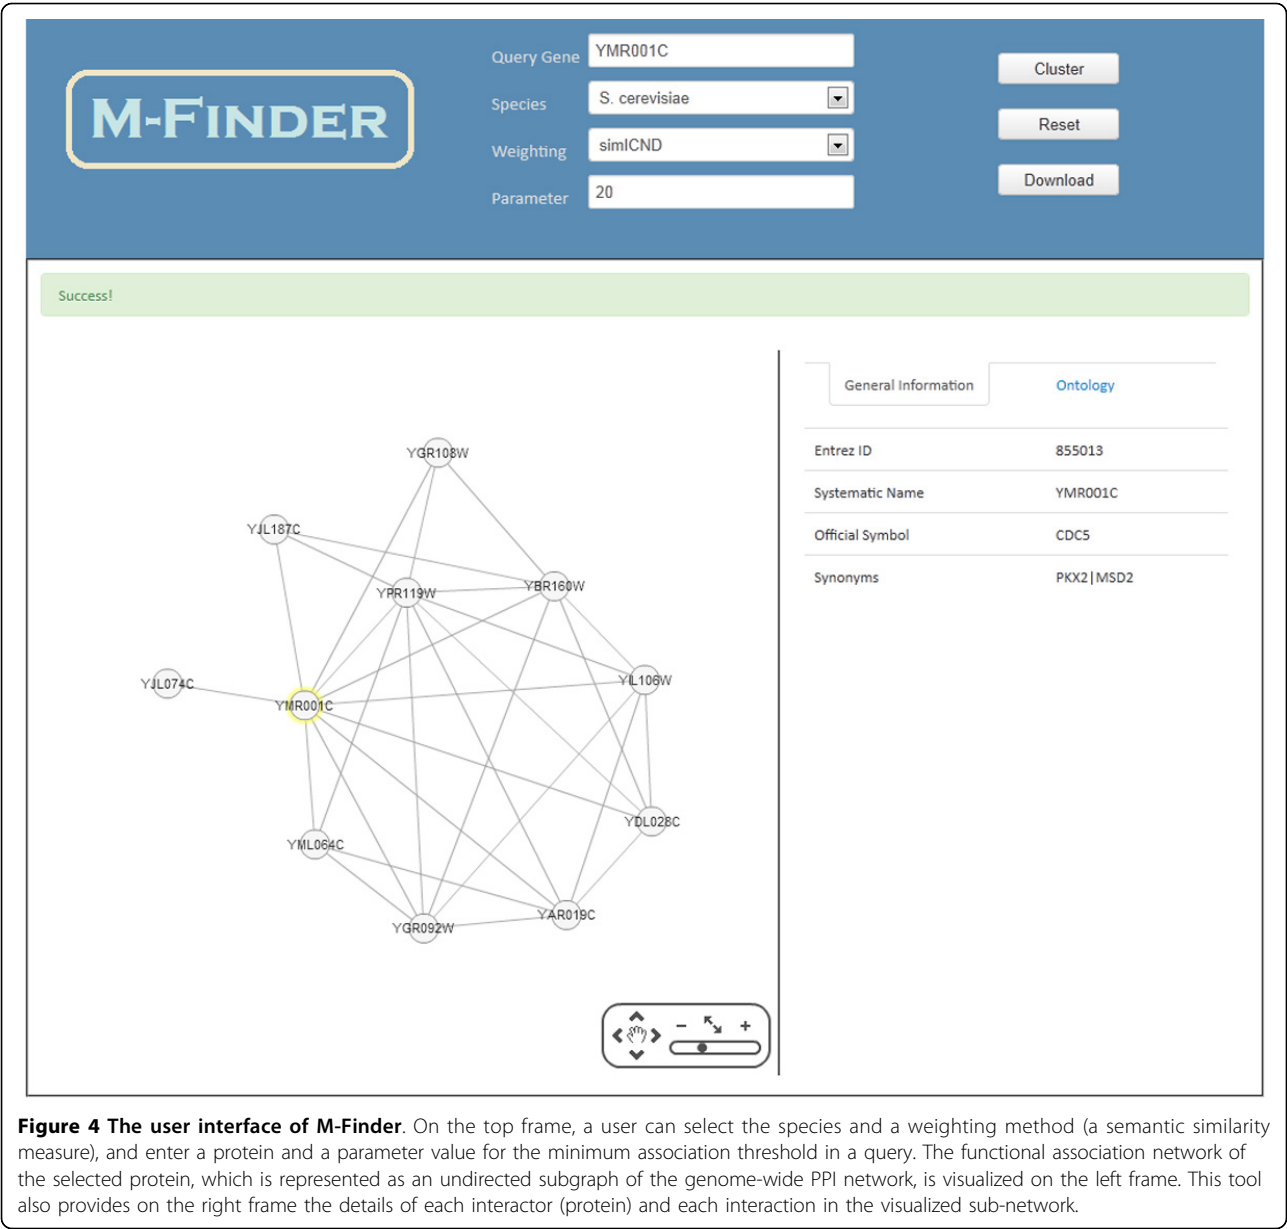 M-FINDER
Query Gene YMR001C
Species S. cerevisiae
Weighting simICND
Parameter 20
Cluster
Reset
Download
Success!
YGR108W
YJL187C
YPR119W
YBR160W
YJL074C
YIL106W
YMR001C
YDL028C
YML064C
YAR019C
YGR092W
General Information Ontology
Entrez ID 855013
Systematic Name YMR001C
Official Symbol CDC5
Synonyms PKX2|MSD2
Figure 4 The user interface of M-Finder. On the top frame, a user can select the species and a weighting method (a semantic similarity
measure), and enter a protein and a parameter value for the minimum association threshold in a query. The functional association network of
the selected protein, which is represented as an undirected subgraph of the genome-wide PPI network, is visualized on the left frame. This tool
also provides on the right frame the details of each interactor (protein) and each interaction in the visualized sub-network.